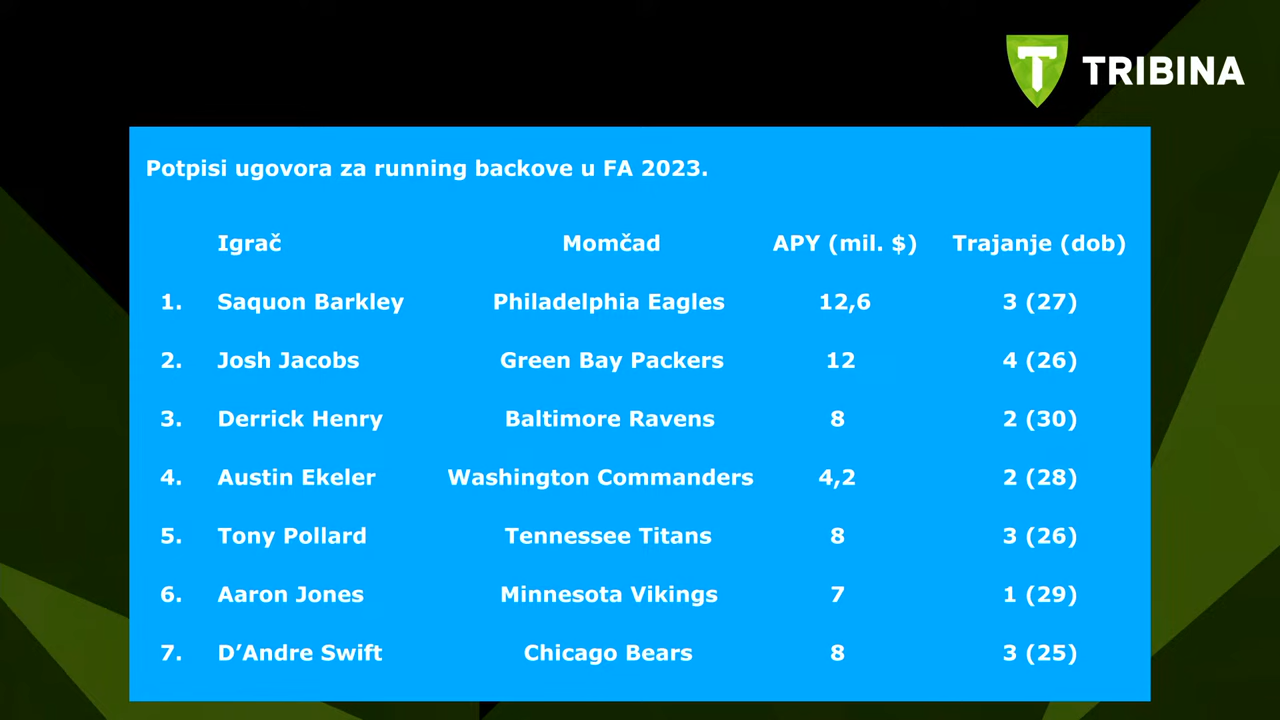 TRIBINA
Potpisi ugovora za running backove u FA 2023.
Igrač Momčad APY (mil. $) Trajanje (dob)
1. Saquon Barkley Philadelphia Eagles 12,6 3 (27)
2. Josh Jacobs Green Bay Packers 12 4 (26)
3. Derrick Henry Baltimore Ravens 8 2 (30)
4. Austin Ekeler Washington Commanders 4,2 2 (28)
5. Tony Pollard Tennessee Titans 8 3 (26)
6. Aaron Jones Minnesota Vikings 7 1 (29)
7. D’Andre Swift Chicago Bears 8 3 (25)